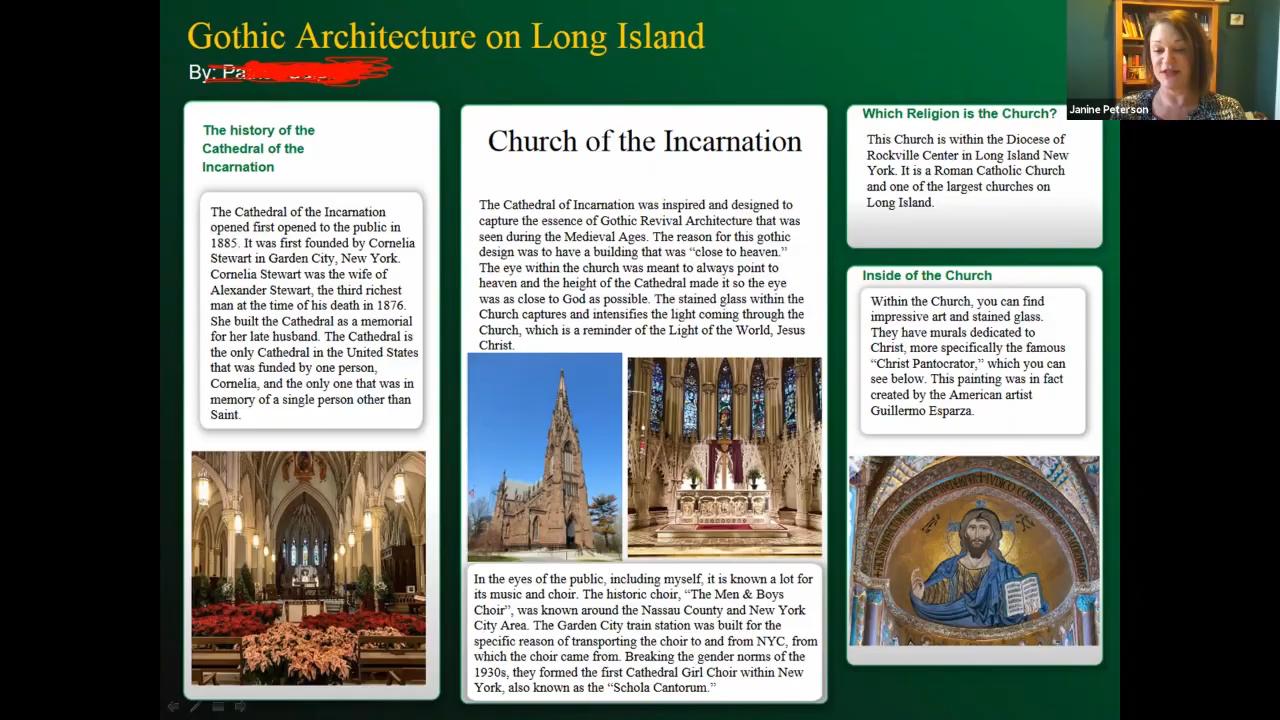 Gothic Architecture on Long Island
By:
Janine Peterson
The history of the
Cathedral of the
Incarnation
The Cathedral of the Incarnation
opened first opened to the public in
1885. It was first founded by Cornelia
Stewart in Garden City, New York.
Cornelia Stewart was the wife of
Alexander Stewart, the third richest
man at the time of his death in 1876.
She built the Cathedral as a memorial
for her late husband. The Cathedral is
the only Cathedral in the United States
that was funded by one person,
Cornelia, and the only one that was in
memory of a single person other than
Saint.
Church of the Incarnation
The Cathedral of Incarnation was inspired and designed to
capture the essence of Gothic Revival Architecture that was
seen during the Medieval Ages. The reason for this gothic
design was to have a building that was “close to heaven.”
The eye within the church was meant to always point to
heaven and the height of the Cathedral made it so the eye
was as close to God as possible. The stained glass within the
Church captures and intensifies the light coming through the
Church, which is a reminder of the Light of the World, Jesus
Christ.
In the eyes of the public, including myself, it is known a lot for
its music and choir. The historic choir, “The Men & Boys
Choir”, was known around the Nassau County and New York
City Area. The Garden City train station was built for the
specific reason of transporting the choir to and from NYC, from
which the choir came from. Breaking the gender norms of the
1930s, they formed the first Cathedral Girl Choir within New
York, also known as the “Schola Cantorum.”
Which Religion is the Church?
This Church is within the Diocese of
Rockville Center in Long Island New
York. It is a Roman Catholic Church
and one of the largest churches on
Long Island.
Inside of the Church
Within the Church, you can find
impressive art and stained glass.
They have murals dedicated to
Christ, more specifically the famous
“Christ Pantocrator,” which you can
see below. This painting was in fact
created by the American artist
Guillermo Esparza.